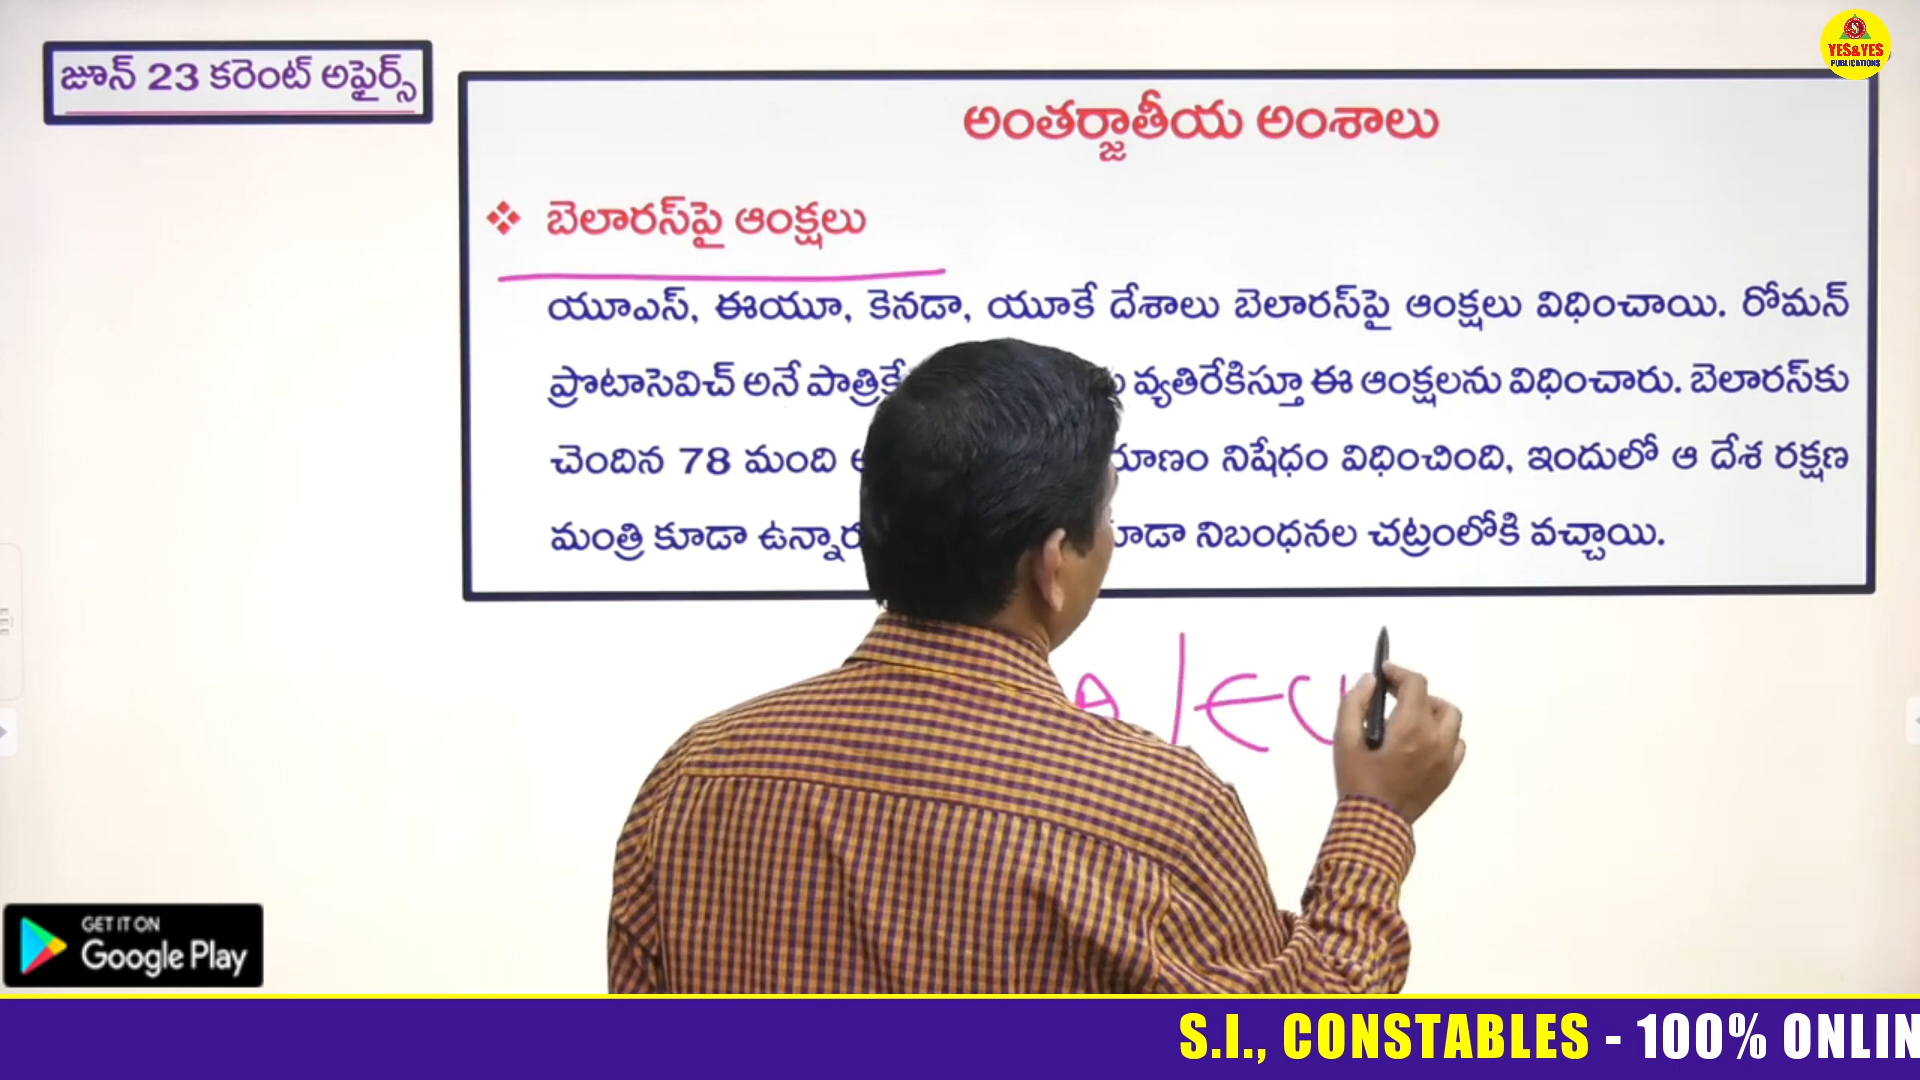 జూన్ 23 కరెంట్ అఫైర్స్
YES&YES
PUBLICATIONS
అంతర్జాతీయ అంశాలు
❖ బెలారస్‌పై ఆంక్షలు
యూఎస్, ఈయూ, కెనడా, యూకే దేశాలు బెలారస్‌పై ఆంక్షలు విధించాయి. రోమన్
ప్రొటాసెవిచ్ అనే వ్యతిరేకిస్తూ ఈ ఆంక్షలను విధించారు. బెలారస్‌కు
చెందిన 78 మంది నిషేధం విధించింది, ఇందులో ఆ దేశ రక్షణ
మంత్రి కూడా నిబంధనల చట్రంలోకి వచ్చాయి.
A/EU
GET IT ON
Google Play
S.I., CONSTABLES - 100% ONLIN